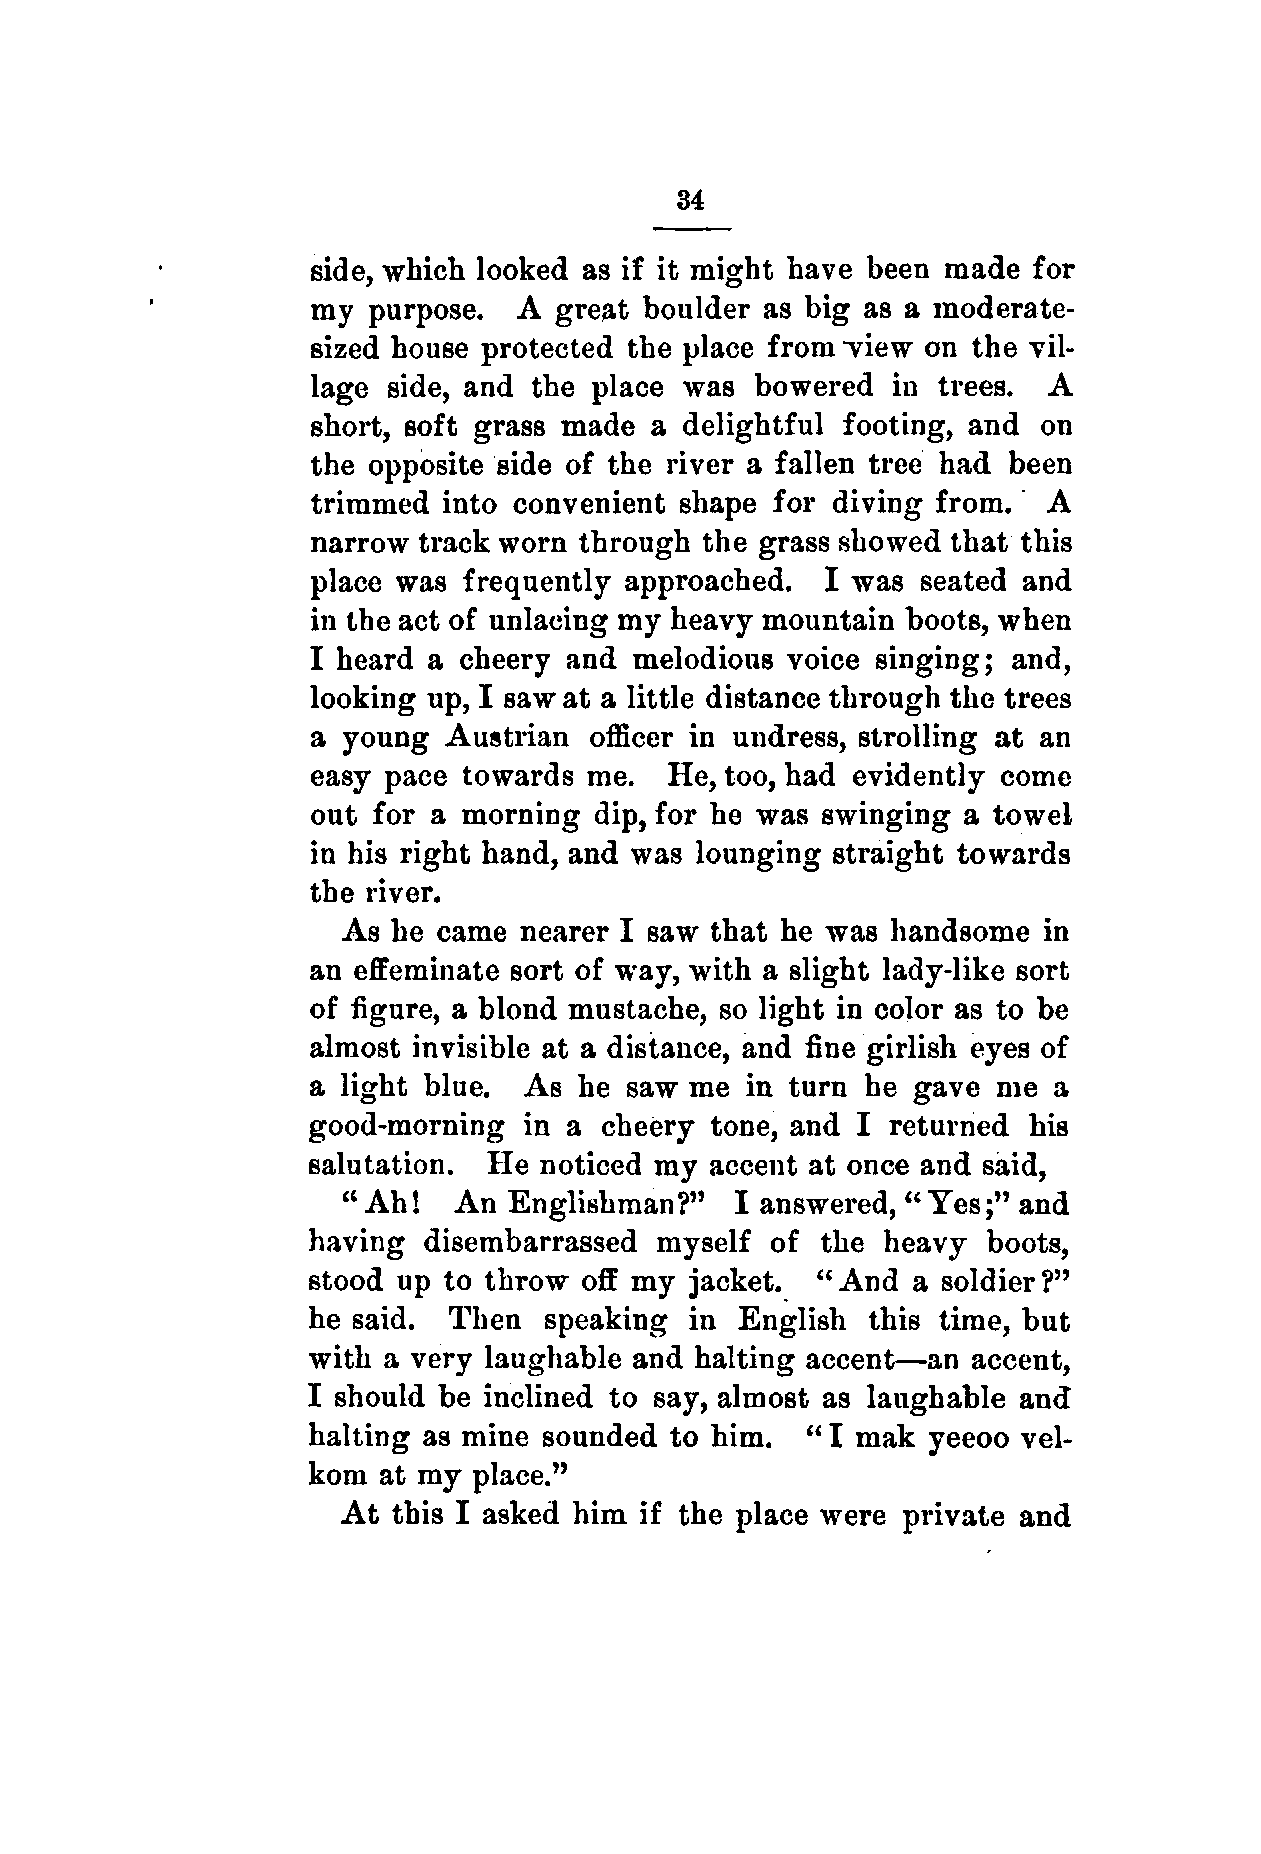 34
side, which looked as if it might have been made for
my purpose. A great boulder as big as a moderate-
sized house protected the place from view on the vil-
lage side, and the place was bowered in trees. A
short, soft grass made a delightful footing, and on
the opposite side of the river a fallen tree had been
trimmed into convenient shape for diving from. A
narrow track worn through the grass showed that this
place was frequently approached. I was seated and
in the act of unlacing my heavy mountain boots, when
I heard a cheery and melodious voice singing; and,
looking up, I saw at a little distance through the trees
a young Austrian officer in undress, strolling at an
easy pace towards me. He, too, had evidently come
out for a morning dip, for he was swinging a towel
in his right hand, and was lounging straight towards
the river.
As he came nearer I saw that he was handsome in
an effeminate sort of way, with a slight lady-like sort
of figure, a blond mustache, so light in color as to be
almost invisible at a distance, and fine girlish eyes of
a light blue. As he saw me in turn he gave me a
good-morning in a cheery tone, and I returned his
salutation. He noticed my accent at once and said,
"Ah! An Englishman?" I answered, "Yes;" and
having disembarrassed myself of the heavy boots,
stood up to throw off my jacket. "And a soldier?"
he said. Then speaking in English this time, but
with a very laughable and halting accent—an accent,
I should be inclined to say, almost as laughable and
halting as mine sounded to him. "I mak yeeoo vel-
kom at my place."
At this I asked him if the place were private and